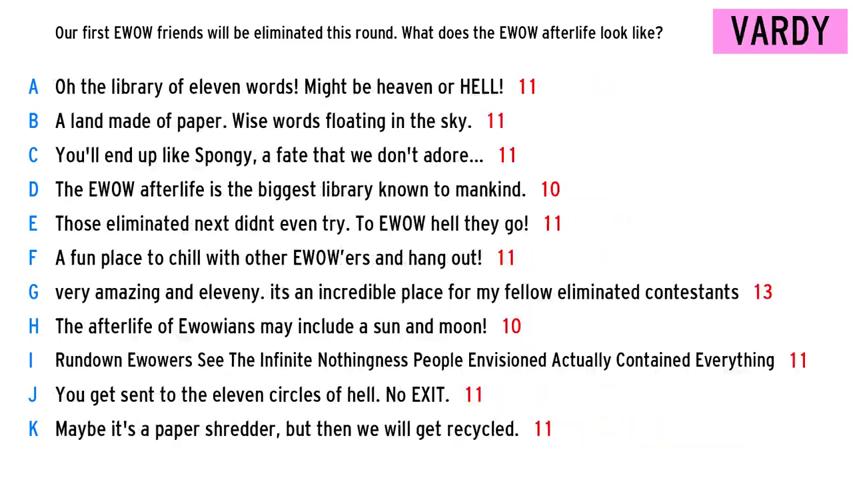 Our first EWOW friends will be eliminated this round. What does the EWOW afterlife look like?
VARDY
A Oh the library of eleven words! Might be heaven or HELL! 11
B A land made of paper. Wise words floating in the sky. 11
C You'll end up like Spongy, a fate that we don't adore... 11
D The EWOW afterlife is the biggest library known to mankind. 10
E Those eliminated next didnt even try. To EWOW hell they go! 11
F A fun place to chill with other EWOW'ers and hang out! 11
G very amazing and eleveny. its an incredible place for my fellow eliminated contestants 13
H The afterlife of Ewowians may include a sun and moon! 10
I Rundown Ewowers See The Infinite Nothingness People Envisioned Actually Contained Everything 11
J You get sent to the eleven circles of hell. No EXIT. 11
K Maybe it's a paper shredder, but then we will get recycled. 11